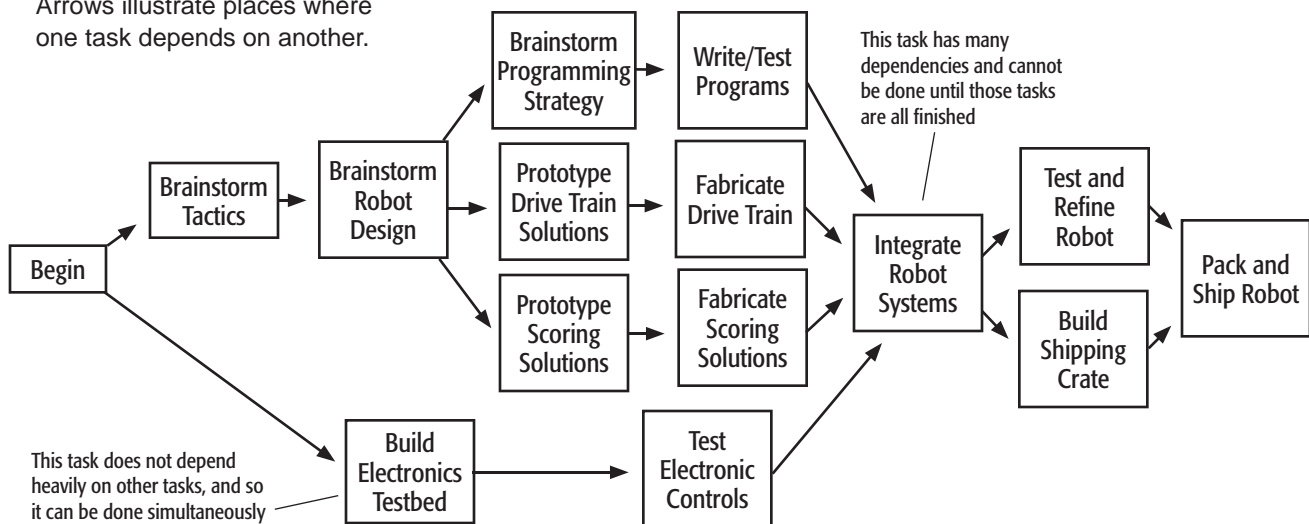 Arrows illustrate places where
one task depends on another.
Brainstorm
Programming
Strategy
Write/Test
Programs
This task has many
dependencies and cannot
be done until those tasks
are all finished
Brainstorm
Tactics
Brainstorm
Robot
Design
Prototype
Drive Train
Solutions
Fabricate
Drive Train
Test and
Refine
Robot
Begin
Integrate
Robot
Systems
Pack and
Ship Robot
Prototype
Scoring
Solutions
Fabricate
Scoring
Solutions
Build
Shipping
Crate
This task does not depend
heavily on other tasks, and so
it can be done simultaneously
Build
Electronics
Testbed
Test
Electronic
Controls